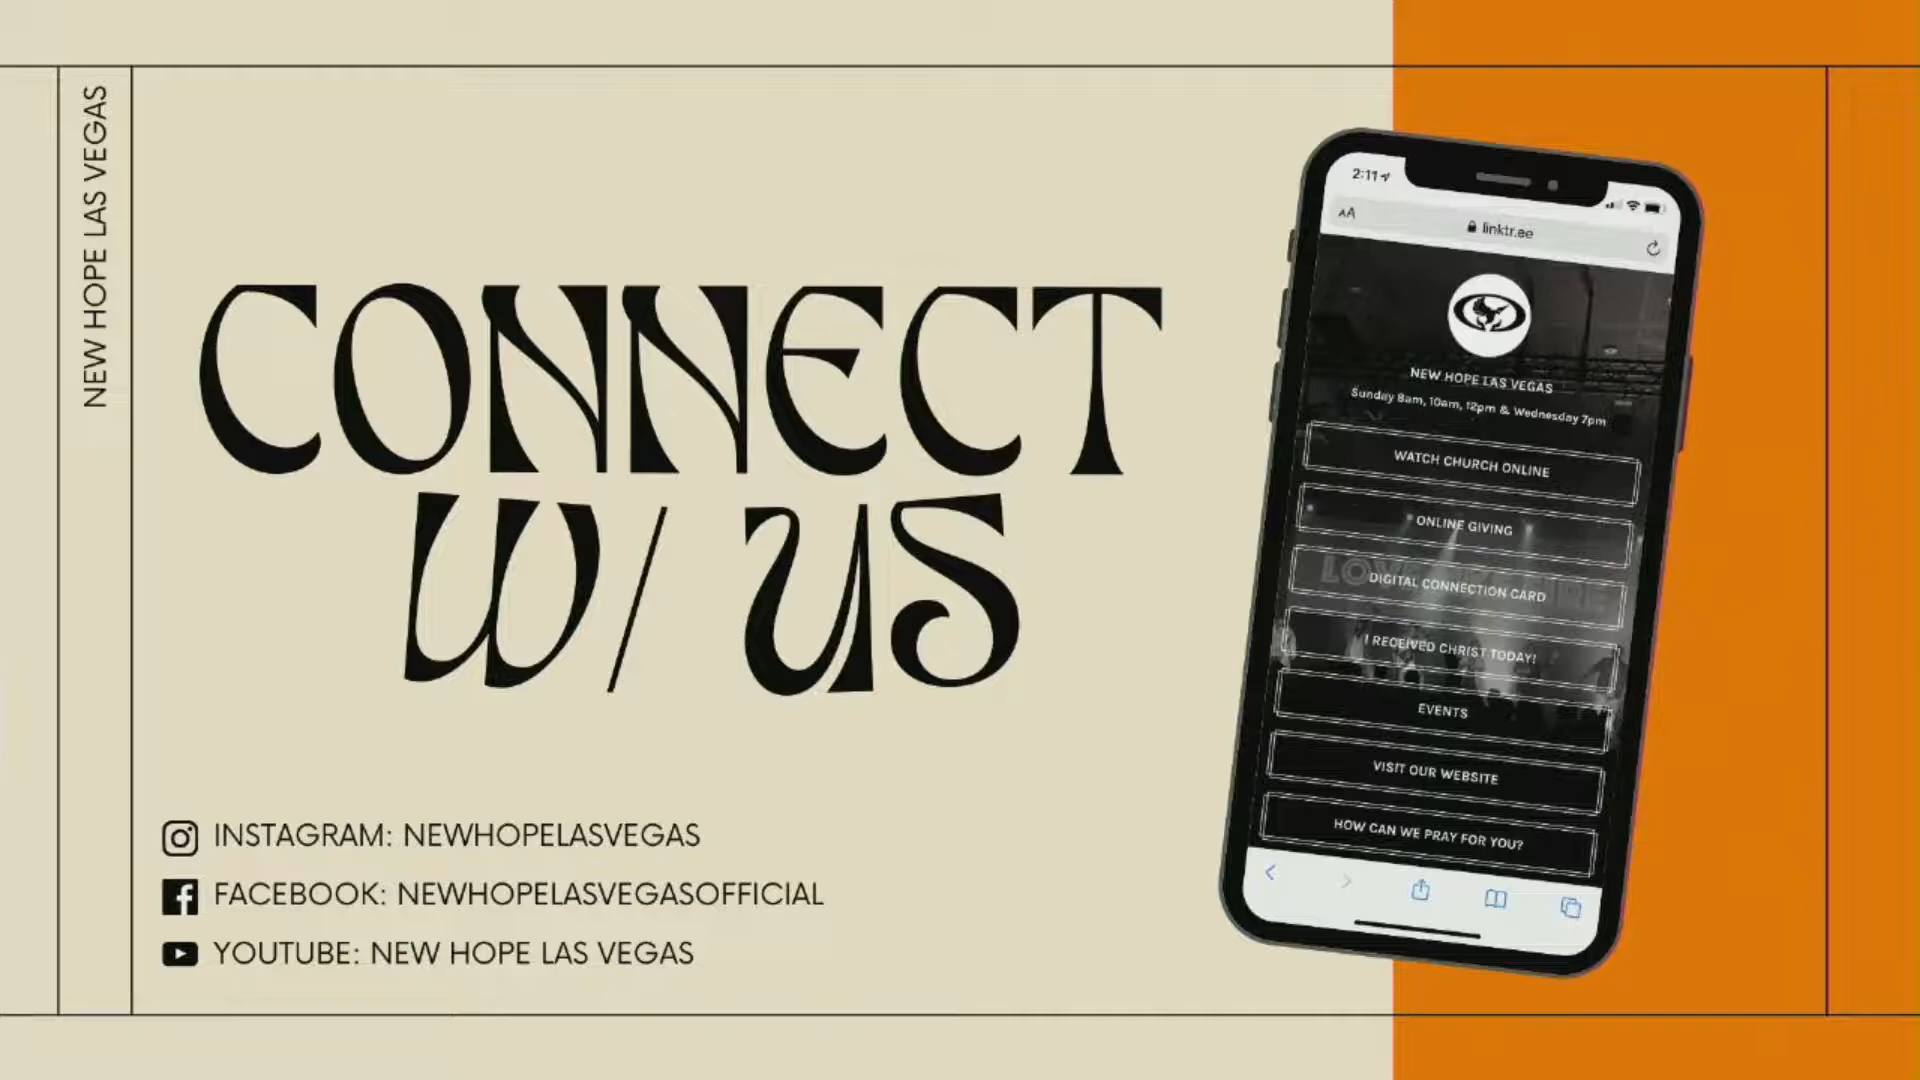 NEW HOPE LAS VEGAS
CONNECT
W/ US
INSTAGRAM: NEWHOPELASVEGAS
FACEBOOK: NEWHOPELASVEGASOFFICIAL
YOUTUBE: NEW HOPE LAS VEGAS
2:11
AA
linktr.ee
NEW HOPE LAS VEGAS
Sunday 8am, 10am, 12pm & Wednesday 7pm
WATCH CHURCH ONLINE
ONLINE GIVING
DIGITAL CONNECTION CARD
I RECEIVED CHRIST TODAY!
EVENTS
VISIT OUR WEBSITE
HOW CAN WE PRAY FOR YOU?